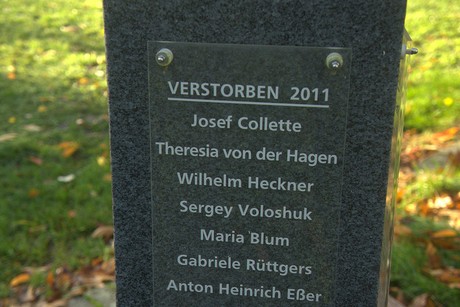 VERSTORBEN 2011
Josef Collette
Theresia von der Hagen
Wilhelm Heckner
Sergey Voloshuk
Maria Blum
Gabriele Rüttgers
Anton Heinrich Eßer